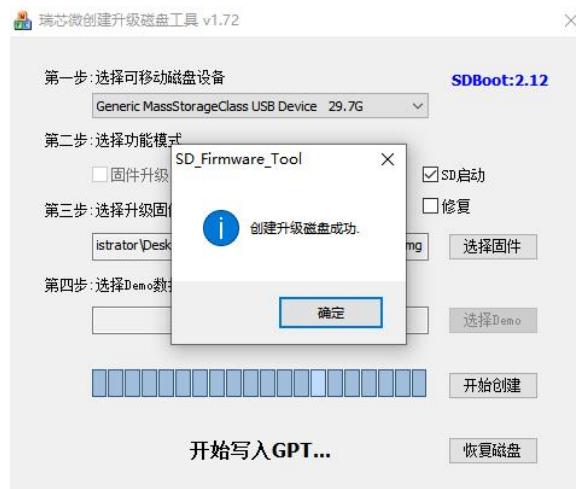 瑞芯微创建升级磁盘工具 v1.72
第一步:选择可移动磁盘设备
SDBoot:2.12
Generic MassStorageClass USB Device 29.7G
第二步:选择功能模式
SD_Firmware_Tool
固件升级
SD启动
创建升级磁盘成功.
修复
第三步:选择升级固
istrator\Desk
mg
选择固件
第四步:选择Demo数
确定
选择Demo
开始创建
开始写入GPT...
恢复磁盘